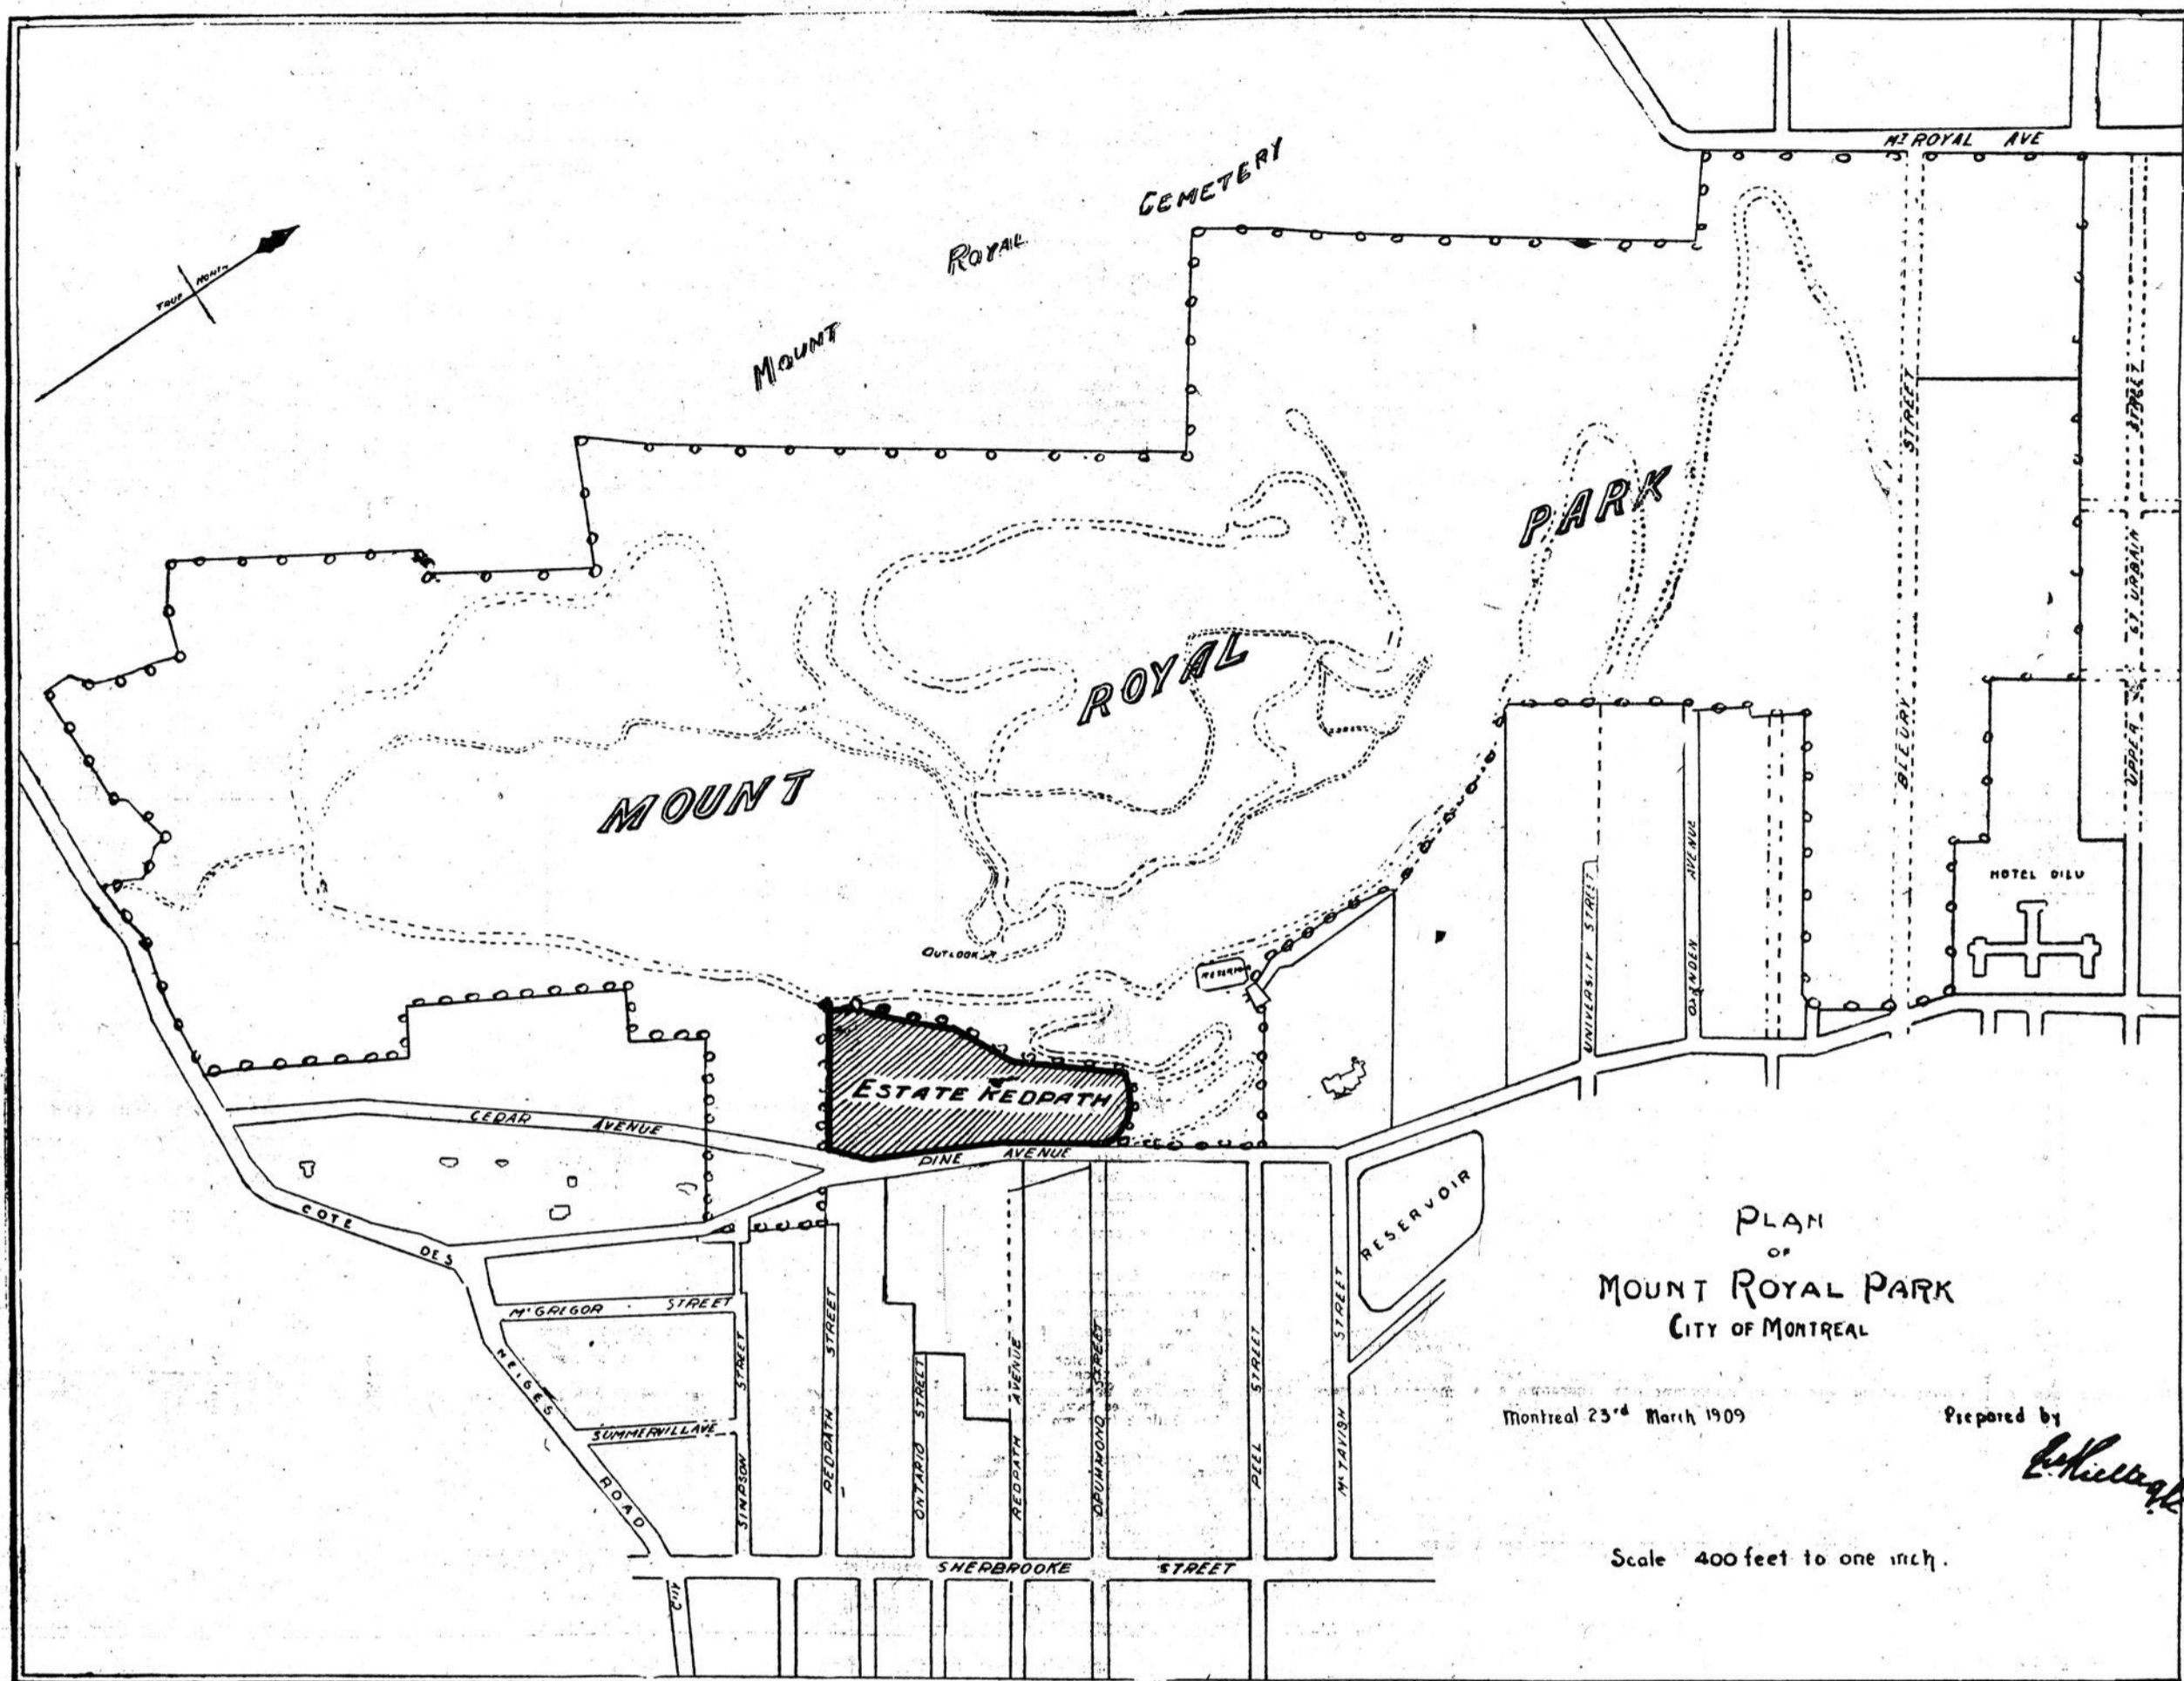 MT ROYAL AVE
TRUE NORTH
MOUNT ROYAL CEMETERY
MOUNT ROYAL PARK
BLEURY STREET
UPPER ST URBAIN STREET
HOTEL DIEU
UNIVERSITY STREET
AVENUE
OUTLOOK
ESTATE REDPATH
CEDAR AVENUE
PINE AVENUE
COTE DES NEIGES ROAD
McGREGOR STREET
SUMMERVILL AVE
SIMPSON STREET
REDPATH STREET
ONTARIO STREET
REDPATH AVENUE
DRUMMOND STREET
PEEL STREET
McTAVISH STREET
RESERVOIR
SHERBROOKE STREET
PLAN
OF
MOUNT ROYAL PARK
CITY OF MONTREAL
Montreal 23rd March 1909
Prepared by
Scale 400 feet to one inch.